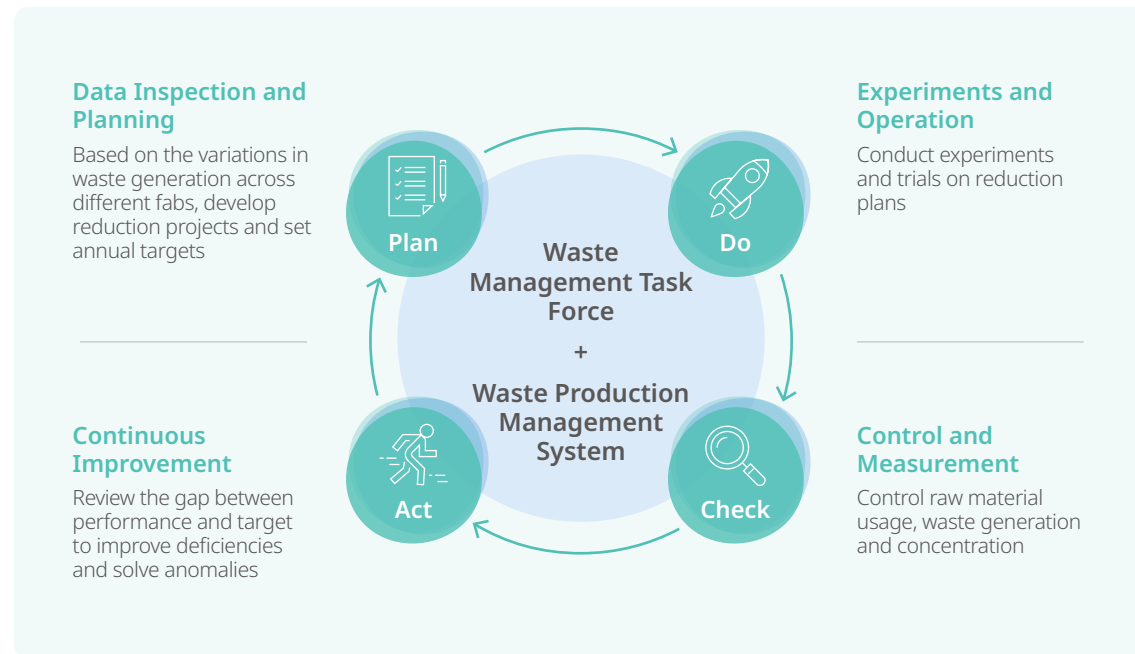 Data Inspection and
Planning
Based on the variations in
waste generation across
different fabs, develop
reduction projects and set
annual targets
Plan
Do
Experiments and
Operation
Conduct experiments
and trials on reduction
plans
Waste
Management Task
Force
+
Waste Production
Management
System
Continuous
Improvement
Review the gap between
performance and target
to improve deficiencies
and solve anomalies
Act
Check
Control and
Measurement
Control raw material
usage, waste generation
and concentration